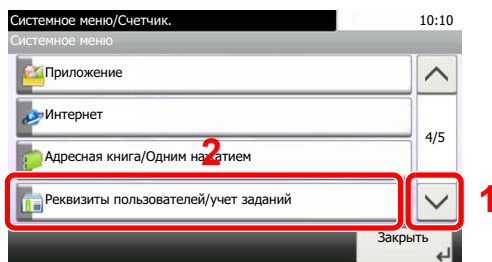 Системное меню/Счетчик. 10:10
Системное меню
Приложение
Интернет
4/5
2
Адресная книга/Одним нажатием
Реквизиты пользователей/учет заданий
1
Закрыть